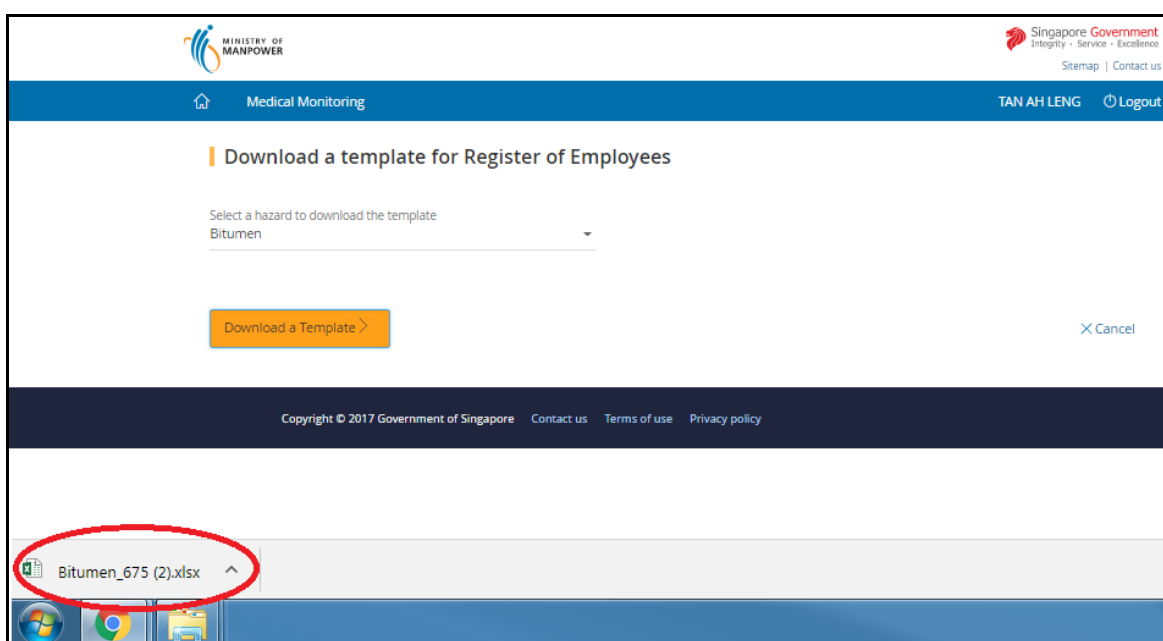 MINISTRY OF
MANPOWER
Singapore Government
Integrity · Service · Excellence
Sitemap | Contact us
Medical Monitoring
TAN AH LENG
Logout
Download a template for Register of Employees
Select a hazard to download the template
Bitumen
Download a Template
Cancel
Copyright © 2017 Government of Singapore Contact us Terms of use Privacy policy
Bitumen_675 (2).xlsx